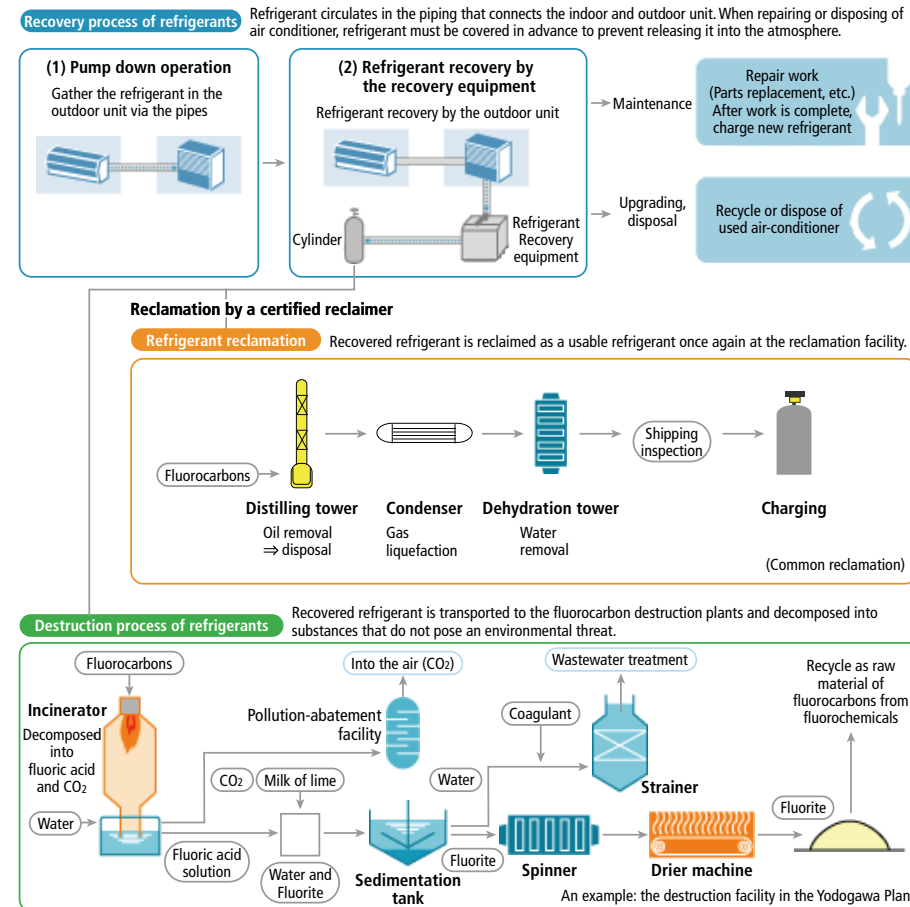 Recovery process of refrigerants
Refrigerant circulates in the piping that connects the indoor and outdoor unit. When repairing or disposing of
air conditioner, refrigerant must be covered in advance to prevent releasing it into the atmosphere.
(1) Pump down operation
Gather the refrigerant in the
outdoor unit via the pipes
(2) Refrigerant recovery by
the recovery equipment
Refrigerant recovery by the outdoor unit
Cylinder
Refrigerant
Recovery
equipment
Maintenance
Repair work
(Parts replacement, etc.)
After work is complete,
charge new refrigerant
Upgrading,
disposal
Recycle or dispose of
used air-conditioner
Reclamation by a certified reclaimer
Refrigerant reclamation
Recovered refrigerant is reclaimed as a usable refrigerant once again at the reclamation facility.
Fluorocarbons
Distilling tower
Oil removal
⇒ disposal
Condenser
Gas
liquefaction
Dehydration tower
Water
removal
Shipping
inspection
Charging
(Common reclamation)
Destruction process of refrigerants
Recovered refrigerant is transported to the fluorocarbon destruction plants and decomposed into
substances that do not pose an environmental threat.
Fluorocarbons
Incinerator
Decomposed
into
fluoric acid
and CO₂
Water
Into the air (CO₂)
Pollution-abatement
facility
CO₂
Milk of lime
Fluoric acid
solution
Water and
Fluorite
Sedimentation
tank
Water
Fluorite
Coagulant
Wastewater treatment
Strainer
Spinner
Drier machine
Fluorite
Recycle as raw
material of
fluorocarbons from
fluorochemicals
An example: the destruction facility in the Yodogawa Plan